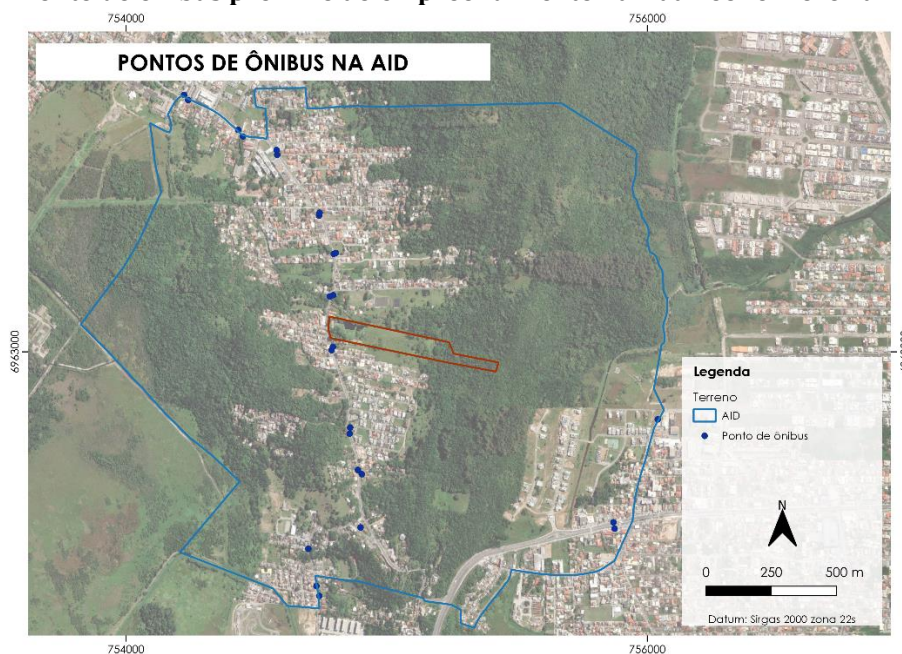 754000
756000
PONTOS DE ÔNIBUS NA AID
6963000
Legenda
Terreno
AID
Ponto de ônibus
N
0 250 500 m
Datum: Sirgas 2000 zona 22s
754000
756000